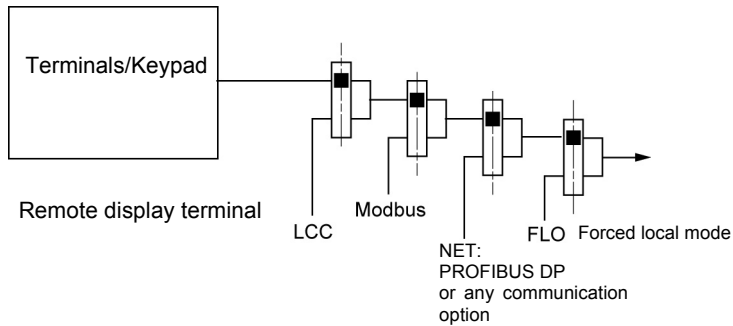 Terminals/Keypad
Remote display terminal
LCC
Modbus
NET:
PROFIBUS DP
or any communication
option
FLO Forced local mode